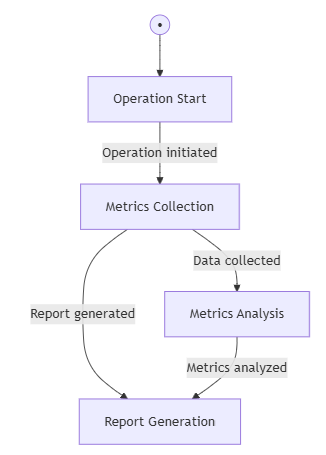 Operation Start
Operation initiated
Metrics Collection
Data collected
Report generated
Metrics Analysis
Metrics analyzed
Report Generation